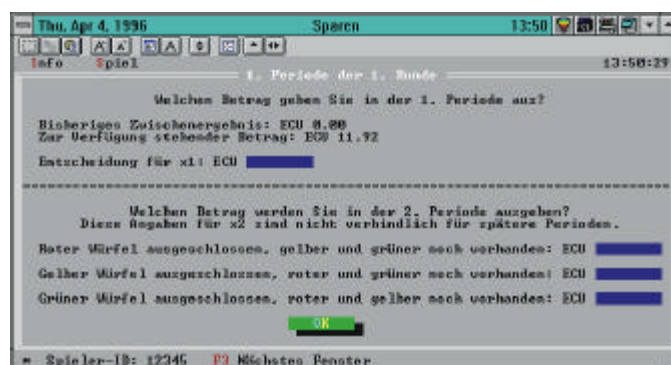 Thu, Apr 4, 1996 Sparen 13:50
Info Spiel 13:50:29
1. Periode der 1. Runde
Welchen Betrag geben Sie in der 1. Periode aus?
Bisheriges Zwischenergebnis: ECU 0.00
Zur Verfügung stehender Betrag: ECU 11.92
Entscheidung für x1: ECU
Welchen Betrag werden Sie in der 2. Periode ausgeben?
Diese Angaben für x2 sind nicht verbindlich für spätere Perioden.
Roter Würfel ausgeschlossen, gelber und grüner noch vorhanden: ECU
Gelber Würfel ausgeschlossen, roter und grüner noch vorhanden: ECU
Grüner Würfel ausgeschlossen, roter und gelber noch vorhanden: ECU
OK
Spieler-ID: 12345 F3 Nächstes Fenster